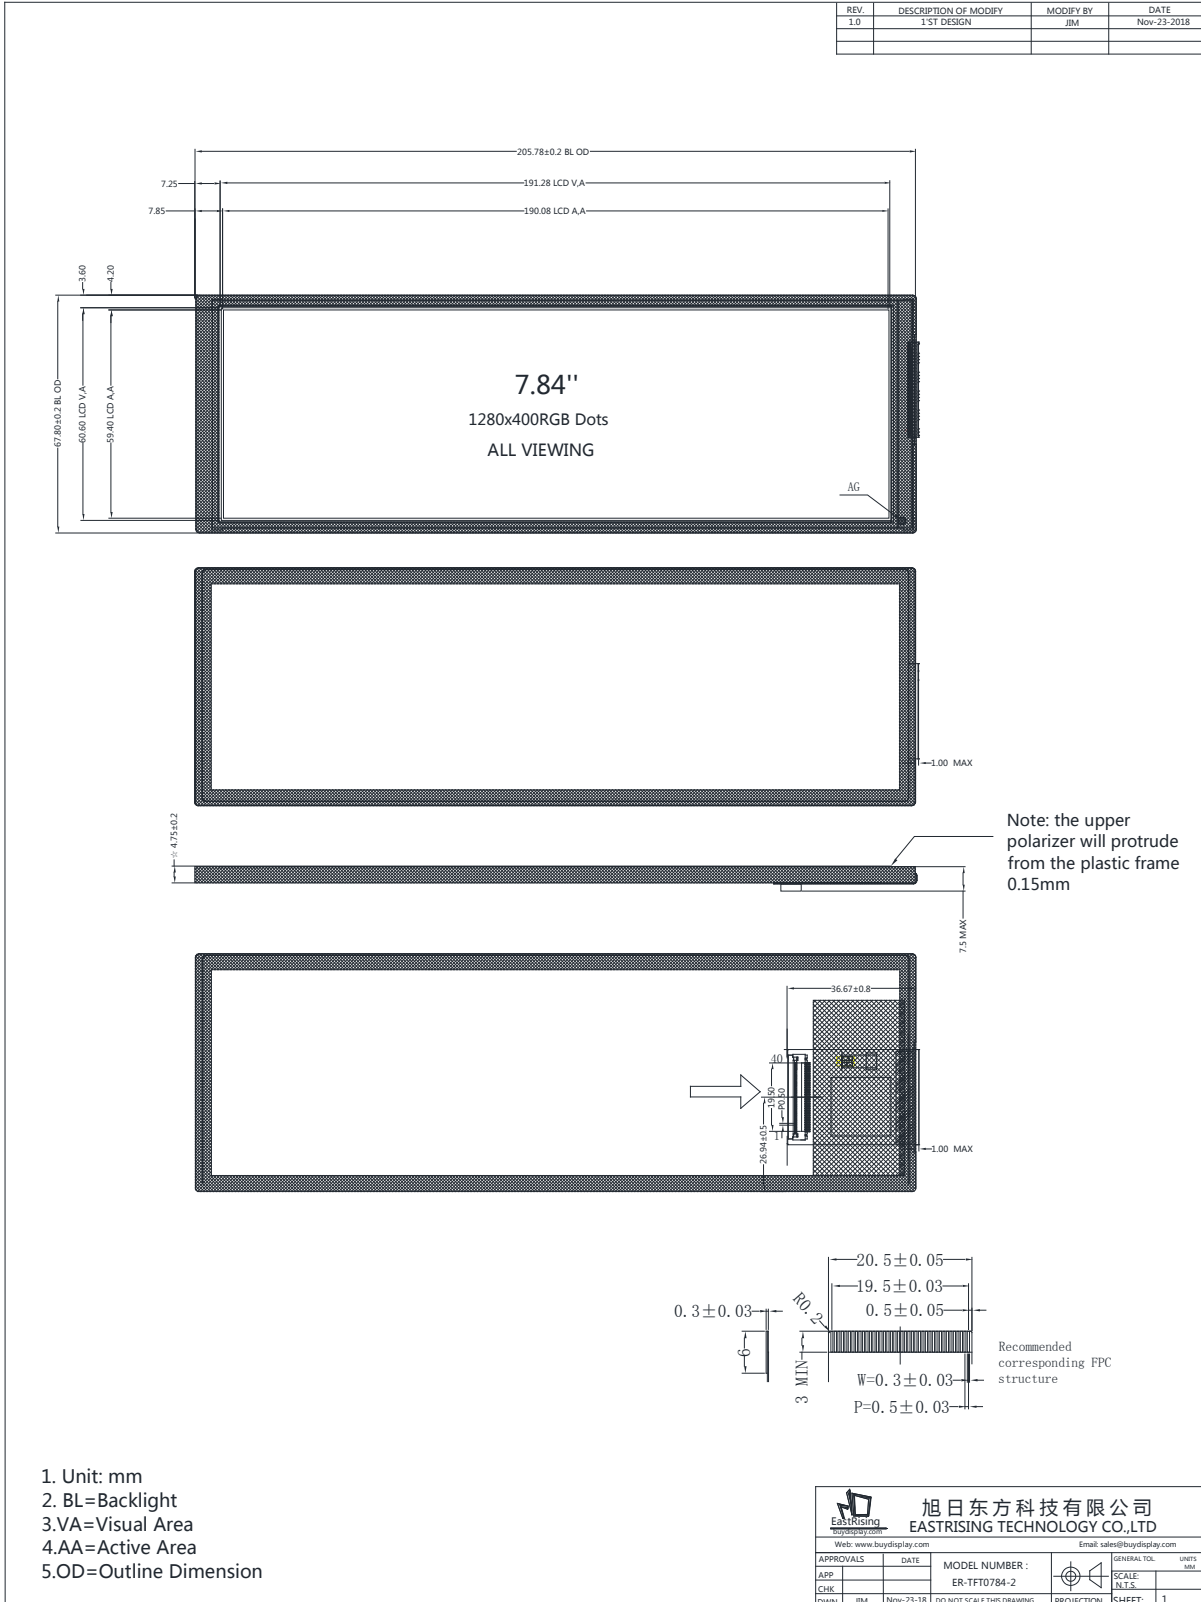 REV. DESCRIPTION OF MODIFY MODIFY BY DATE
1.0 1'ST DESIGN JIM Nov-23-2018
205.78±0.2 BL OD
7.25 191.28 LCD V,A
7.85 190.08 LCD A,A
3.60
4.20
67.80±0.2 BL OD
60.60 LCD V,A
59.40 LCD A,A
7.84''
1280x400RGB Dots
ALL VIEWING
AG
1.00 MAX
☆ 4.75±0.2
Note: the upper
polarizer will protrude
from the plastic frame
0.15mm
7.5 MAX
36.67±0.8
40
19.50
P0.50
1
26.94±0.5
1.00 MAX
20.5±0.05
19.5±0.03
0.3±0.03
R0.2
0.5±0.05
6
3 MIN
W=0.3±0.03
P=0.5±0.03
Recommended
corresponding FPC
structure
1. Unit: mm
2. BL=Backlight
3.VA=Visual Area
4.AA=Active Area
5.OD=Outline Dimension
EastRising
buydisplay.com
旭日东方科技有限公司
EASTRISING TECHNOLOGY CO.,LTD
Web: www.buydisplay.com Email: sales@buydisplay.com
APPROVALS DATE
APP
CHK
DWN JIM Nov-23-18
MODEL NUMBER :
ER-TFT0784-2
DO NOT SCALE THIS DRAWING
PROJECTION
GENERAL TOL. UNITS
MM
SCALE:
N.T.S.
SHEET: 1